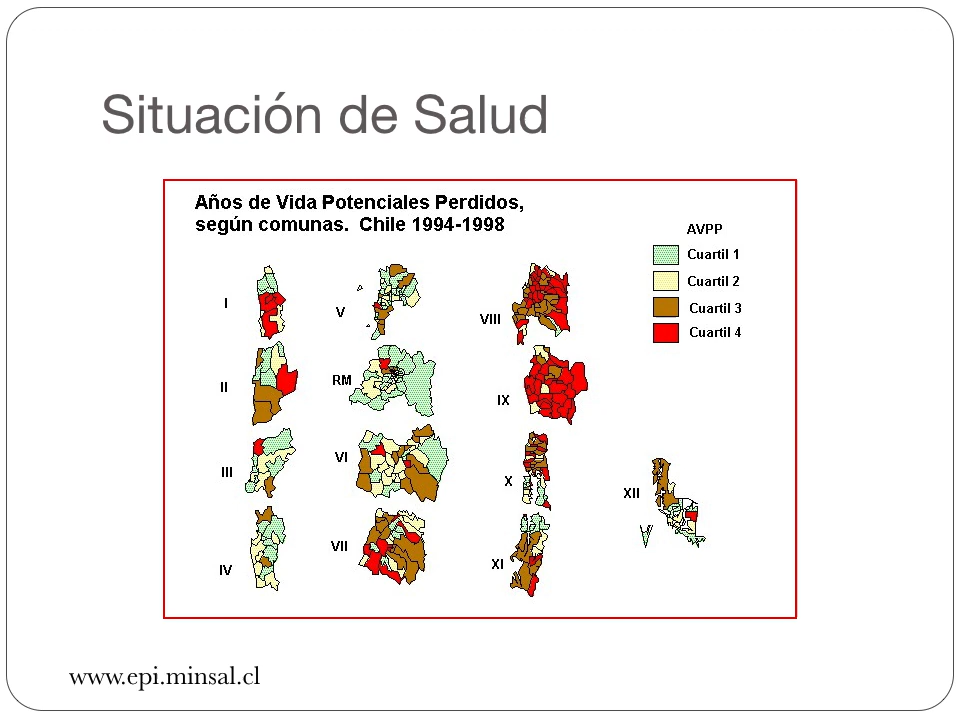 Situación de Salud
Años de Vida Potenciales Perdidos,
según comunas. Chile 1994-1998
AVPP
Cuartil 1
Cuartil 2
Cuartil 3
Cuartil 4
I
II
III
IV
V
RM
VI
VII
VIII
IX
X
XI
XII
www.epi.minsal.cl